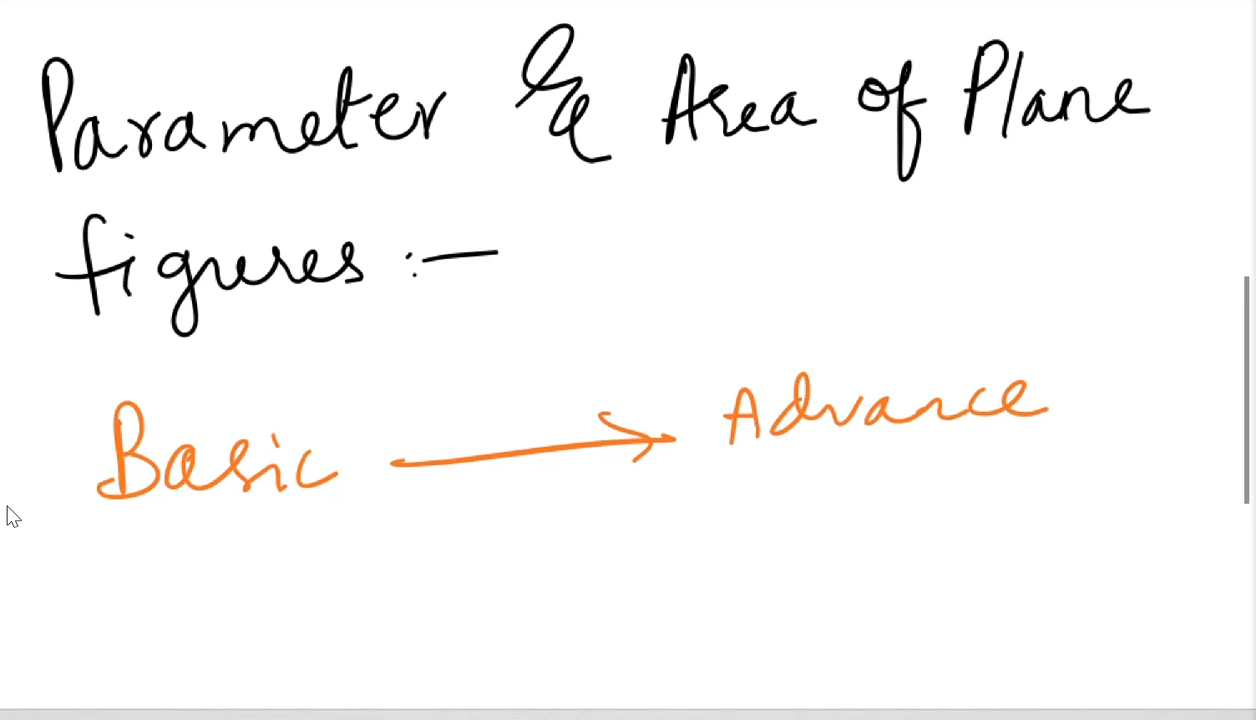 Parameter & Area of Plane
figures :-
Basic → Advance